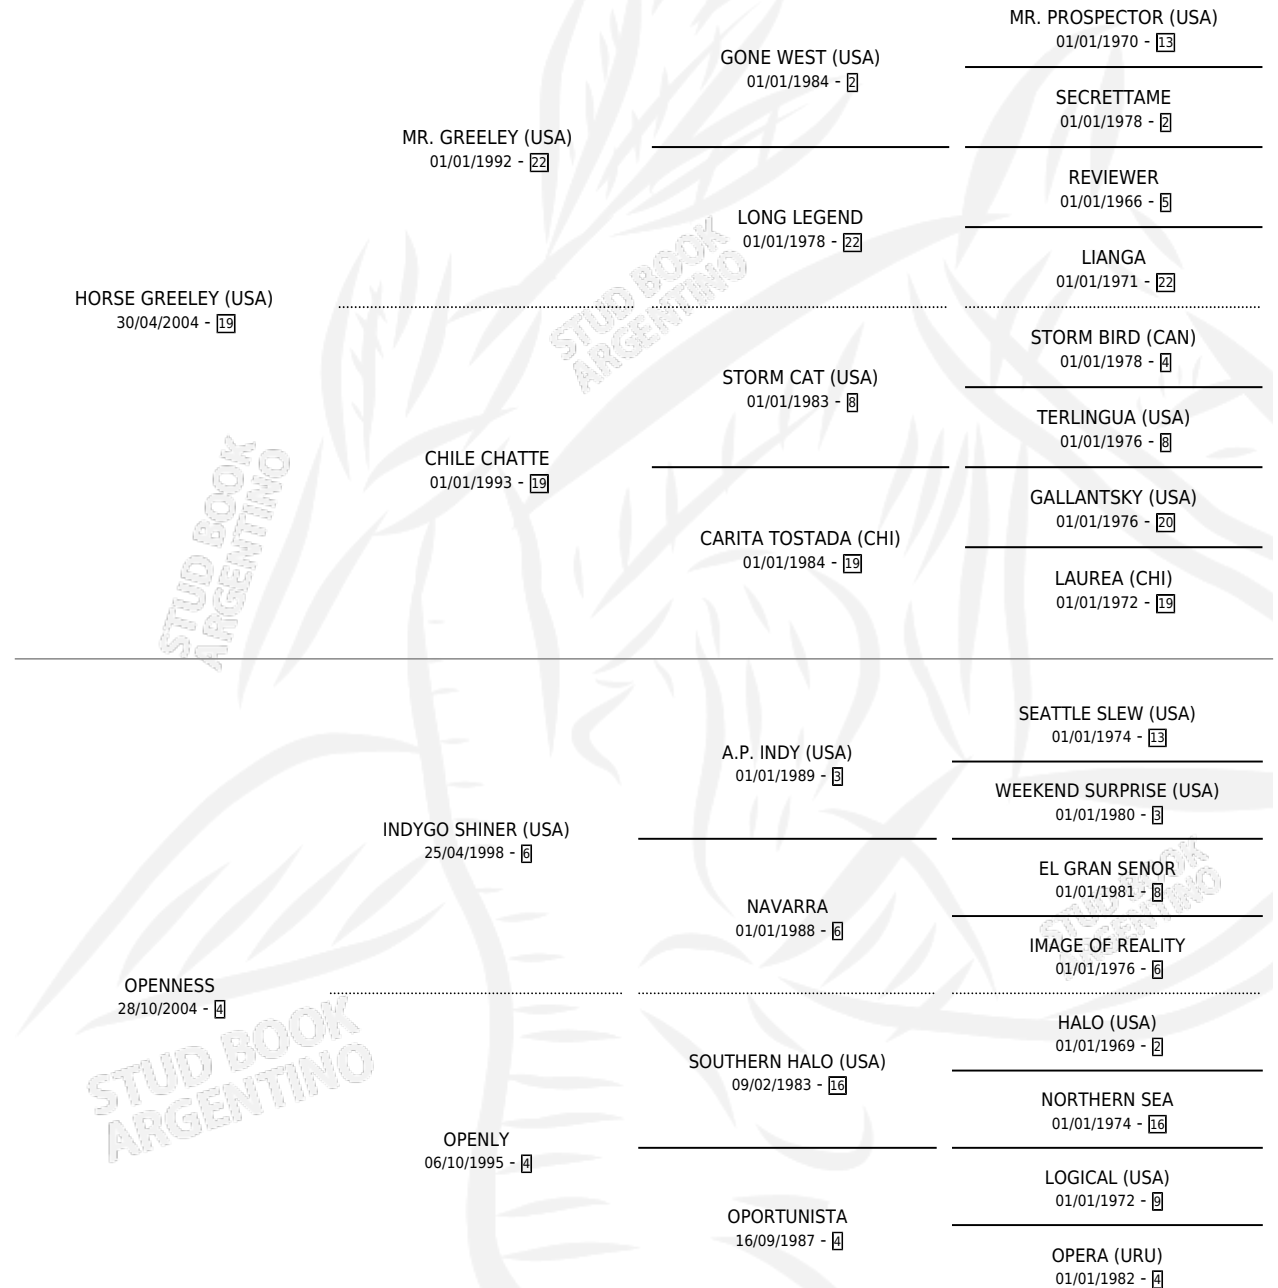 MR. PROSPECTOR (USA)
01/01/1970 - 13
GONE WEST (USA)
01/01/1984 - 2
SECRETTAME
01/01/1978 - 2
MR. GREELEY (USA)
01/01/1992 - 22
REVIEWER
01/01/1966 - 5
LONG LEGEND
01/01/1978 - 22
LIANGA
01/01/1971 - 22
HORSE GREELEY (USA)
30/04/2004 - 19
STORM BIRD (CAN)
01/01/1978 - 4
STORM CAT (USA)
01/01/1983 - 8
TERLINGUA (USA)
01/01/1976 - 8
CHILE CHATTE
01/01/1993 - 19
GALLANTSKY (USA)
01/01/1976 - 20
CARITA TOSTADA (CHI)
01/01/1984 - 19
LAUREA (CHI)
01/01/1972 - 19
SEATTLE SLEW (USA)
01/01/1974 - 13
A.P. INDY (USA)
01/01/1989 - 3
WEEKEND SURPRISE (USA)
01/01/1980 - 3
INDYGO SHINER (USA)
25/04/1998 - 6
EL GRAN SENOR
01/01/1981 - 8
NAVARRA
01/01/1988 - 6
IMAGE OF REALITY
01/01/1976 - 6
OPENNESS
28/10/2004 - 4
HALO (USA)
01/01/1969 - 2
SOUTHERN HALO (USA)
09/02/1983 - 16
NORTHERN SEA
01/01/1974 - 16
OPENLY
06/10/1995 - 4
LOGICAL (USA)
01/01/1972 - 9
OPORTUNISTA
16/09/1987 - 4
OPERA (URU)
01/01/1982 - 4
STUD BOOK
ARGENTINO
STUD BOOK
ARGENTINO
STUD BOOK
ARGENTINO
STUD BOOK
ARGENTINO